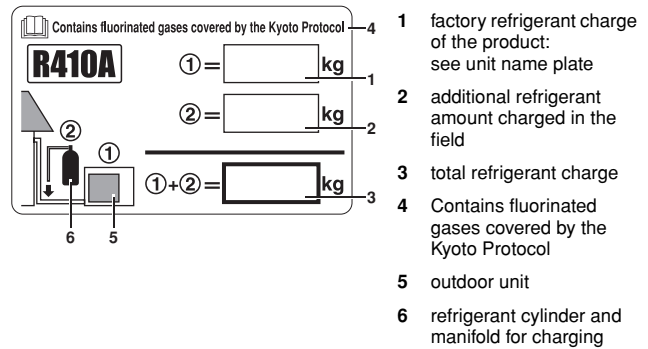 Contains fluorinated gases covered by the Kyoto Protocol
4
R410A
①=
kg
1
②=
kg
2
②
①
①+②=
kg
3
6
5
1 factory refrigerant charge
of the product:
see unit name plate
2 additional refrigerant
amount charged in the
field
3 total refrigerant charge
4 Contains fluorinated
gases covered by the
Kyoto Protocol
5 outdoor unit
6 refrigerant cylinder and
manifold for charging